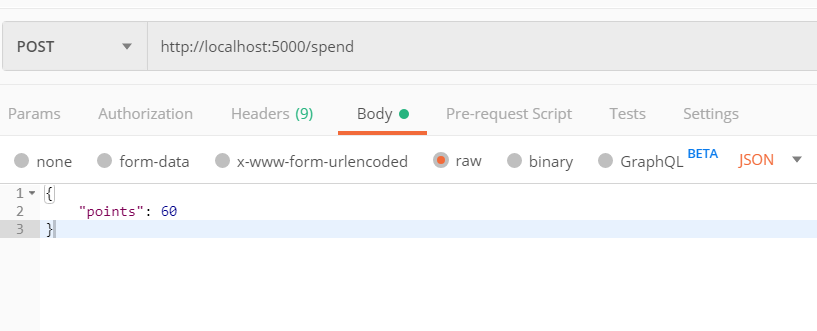 POST http://localhost:5000/spend
Params Authorization Headers (9) Body Pre-request Script Tests Settings
none form-data x-www-form-urlencoded raw binary GraphQL BETA JSON
1 {
2 "points": 60
3 }